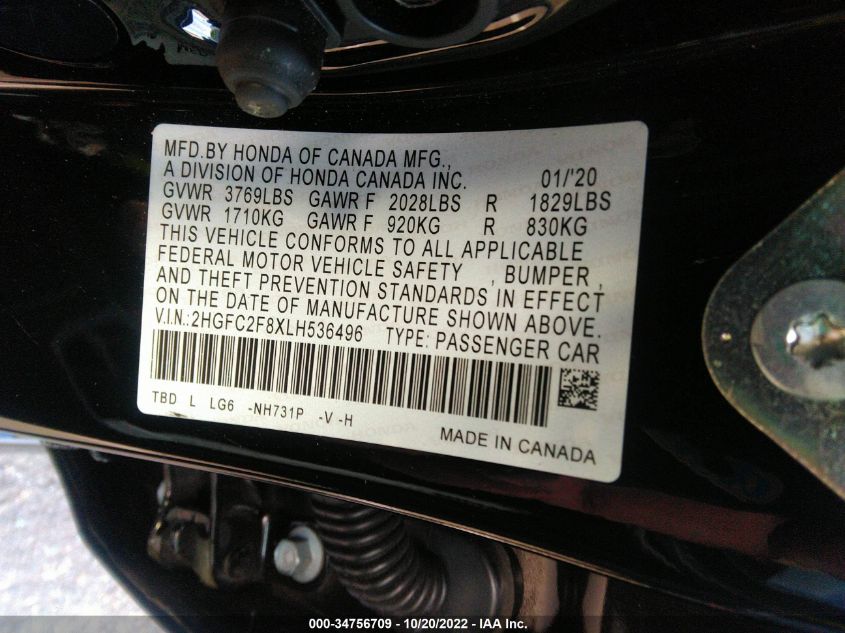 MFD.BY HONDA OF CANADA MFG.,
A DIVISION OF HONDA CANADA INC. 01/'20
GVWR 3769LBS GAWR F 2028LBS R 1829LBS
GVWR 1710KG GAWR F 920KG R 830KG
THIS VEHICLE CONFORMS TO ALL APPLICABLE
FEDERAL MOTOR VEHICLE SAFETY , BUMPER ,
AND THEFT PREVENTION STANDARDS IN EFFECT
ON THE DATE OF MANUFACTURE SHOWN ABOVE.
V.I.N.:2HGFC2F8XLH536496 TYPE: PASSENGER CAR
TBD L LG6 -NH731P -V -H
MADE IN CANADA
000-34756709 | 10/20/2022 - IAA Inc.